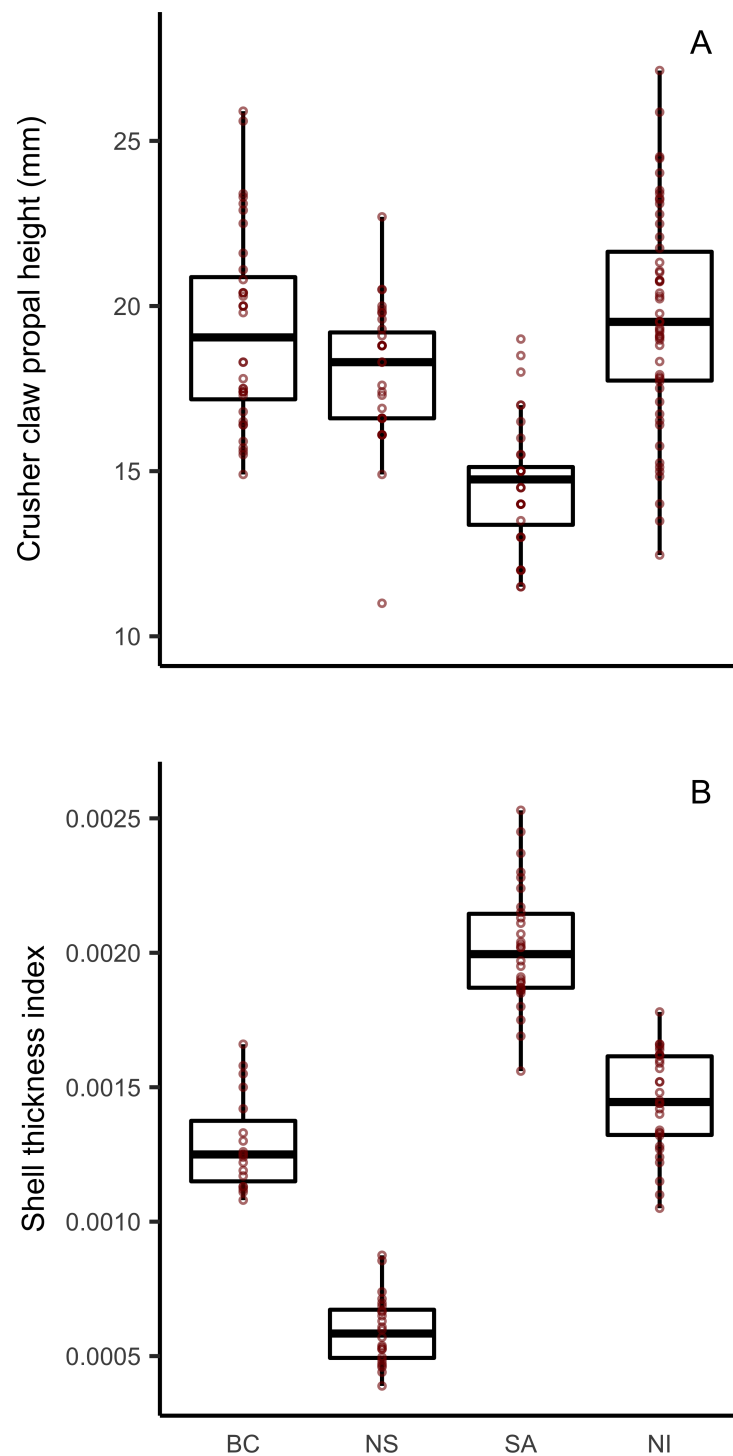 A
Crusher claw propal height (mm)
25
20
15
10
B
Shell thickness index
0.0025
0.0020
0.0015
0.0010
0.0005
BC NS SA NI